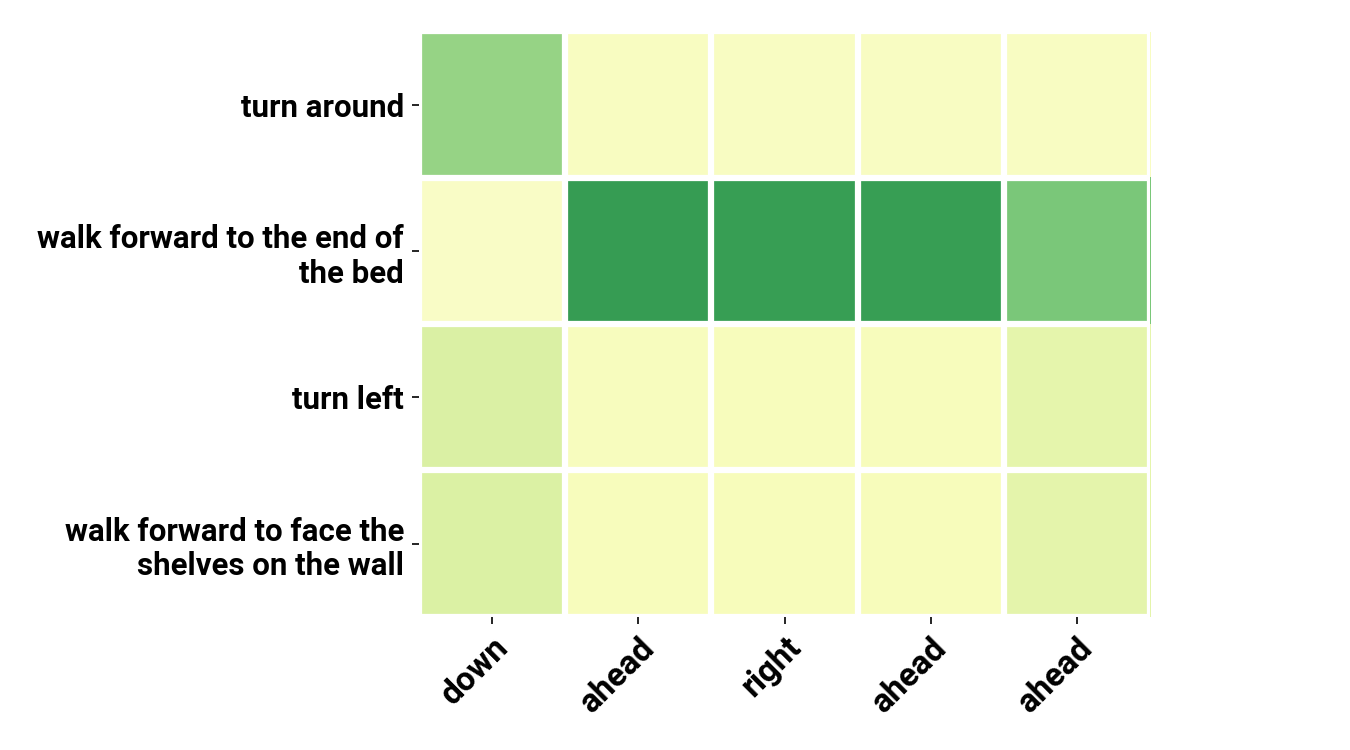 turn around
walk forward to the end of
the bed
turn left
walk forward to face the
shelves on the wall
down
ahead
right
ahead
ahead